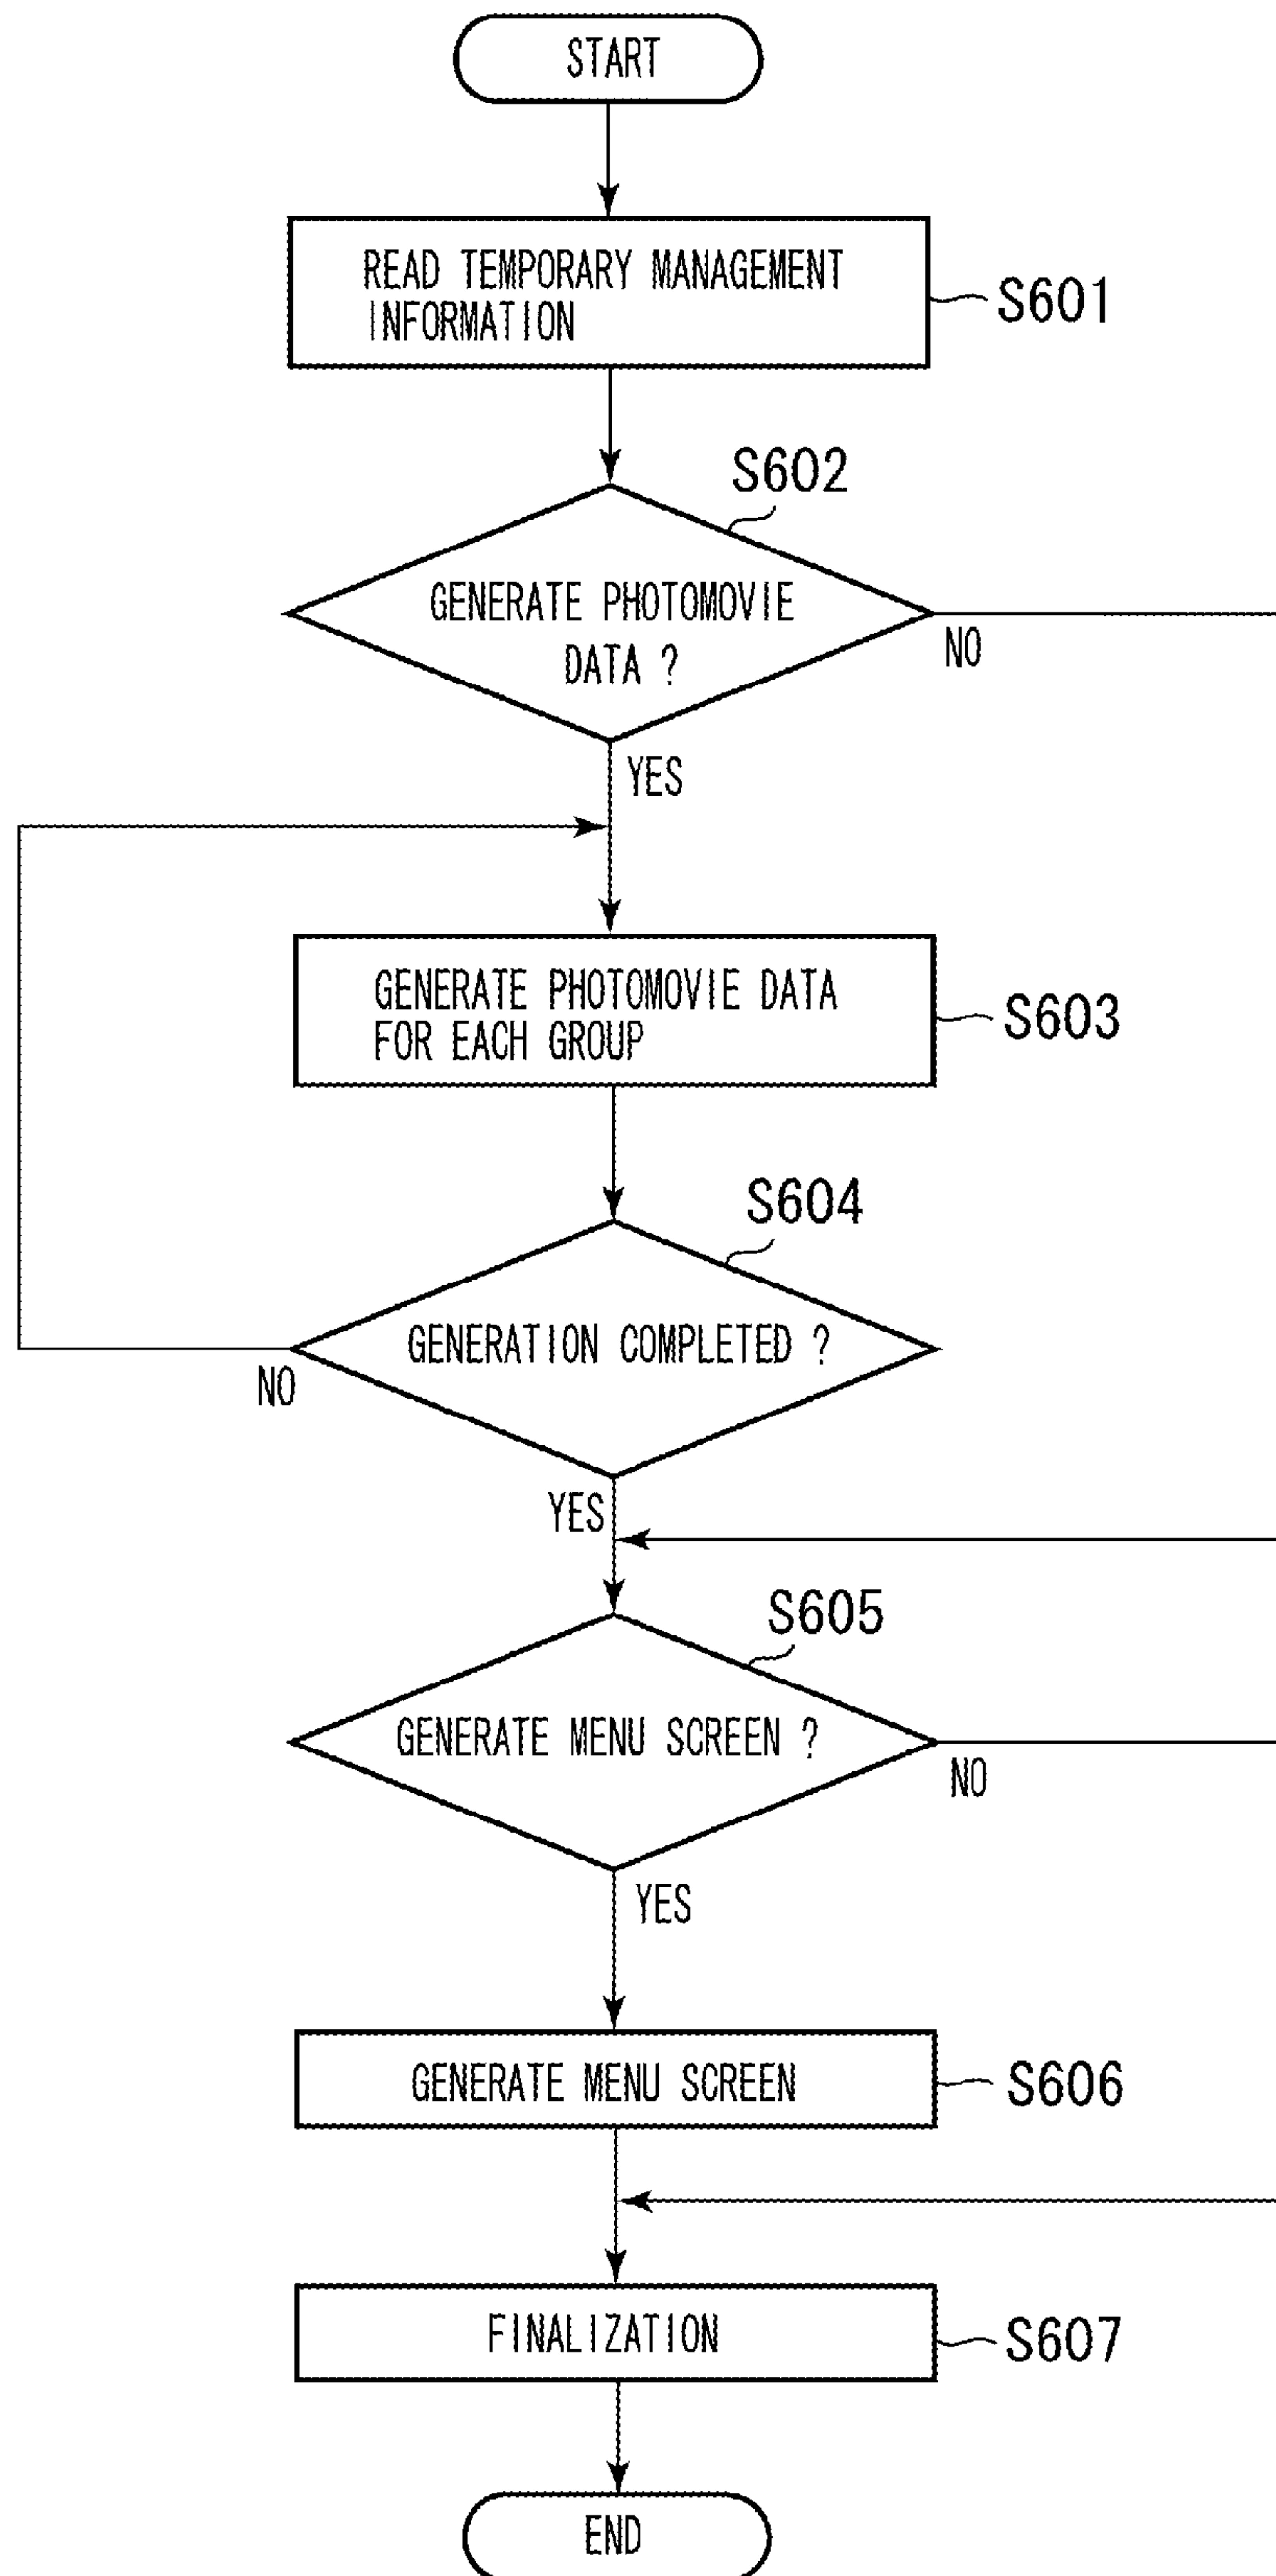 START
READ TEMPORARY MANAGEMENT
INFORMATION
S601
S602
GENERATE PHOTOMOVIE
DATA ?
NO
YES
GENERATE PHOTOMOVIE DATA
FOR EACH GROUP
S603
S604
GENERATION COMPLETED ?
NO
YES
S605
GENERATE MENU SCREEN ?
NO
YES
GENERATE MENU SCREEN
S606
FINALIZATION
S607
END